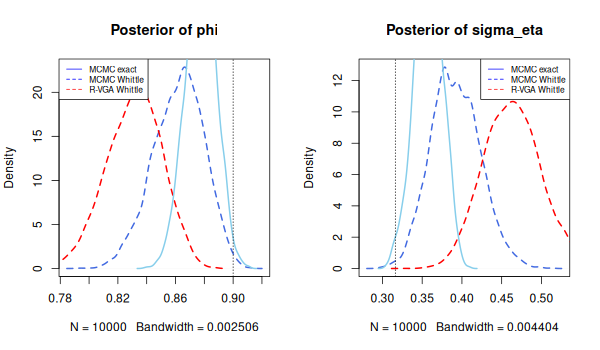 Posterior of phi
MCMC exact
MCMC Whittle
R-VGA Whittle
Density
0
5
10
15
20
0.78
0.82
0.86
0.90
N = 10000 Bandwidth = 0.002506
Posterior of sigma_eta
MCMC exact
MCMC Whittle
R-VGA Whittle
Density
0
2
4
6
8
10
12
0.30
0.35
0.40
0.45
0.50
N = 10000 Bandwidth = 0.004404